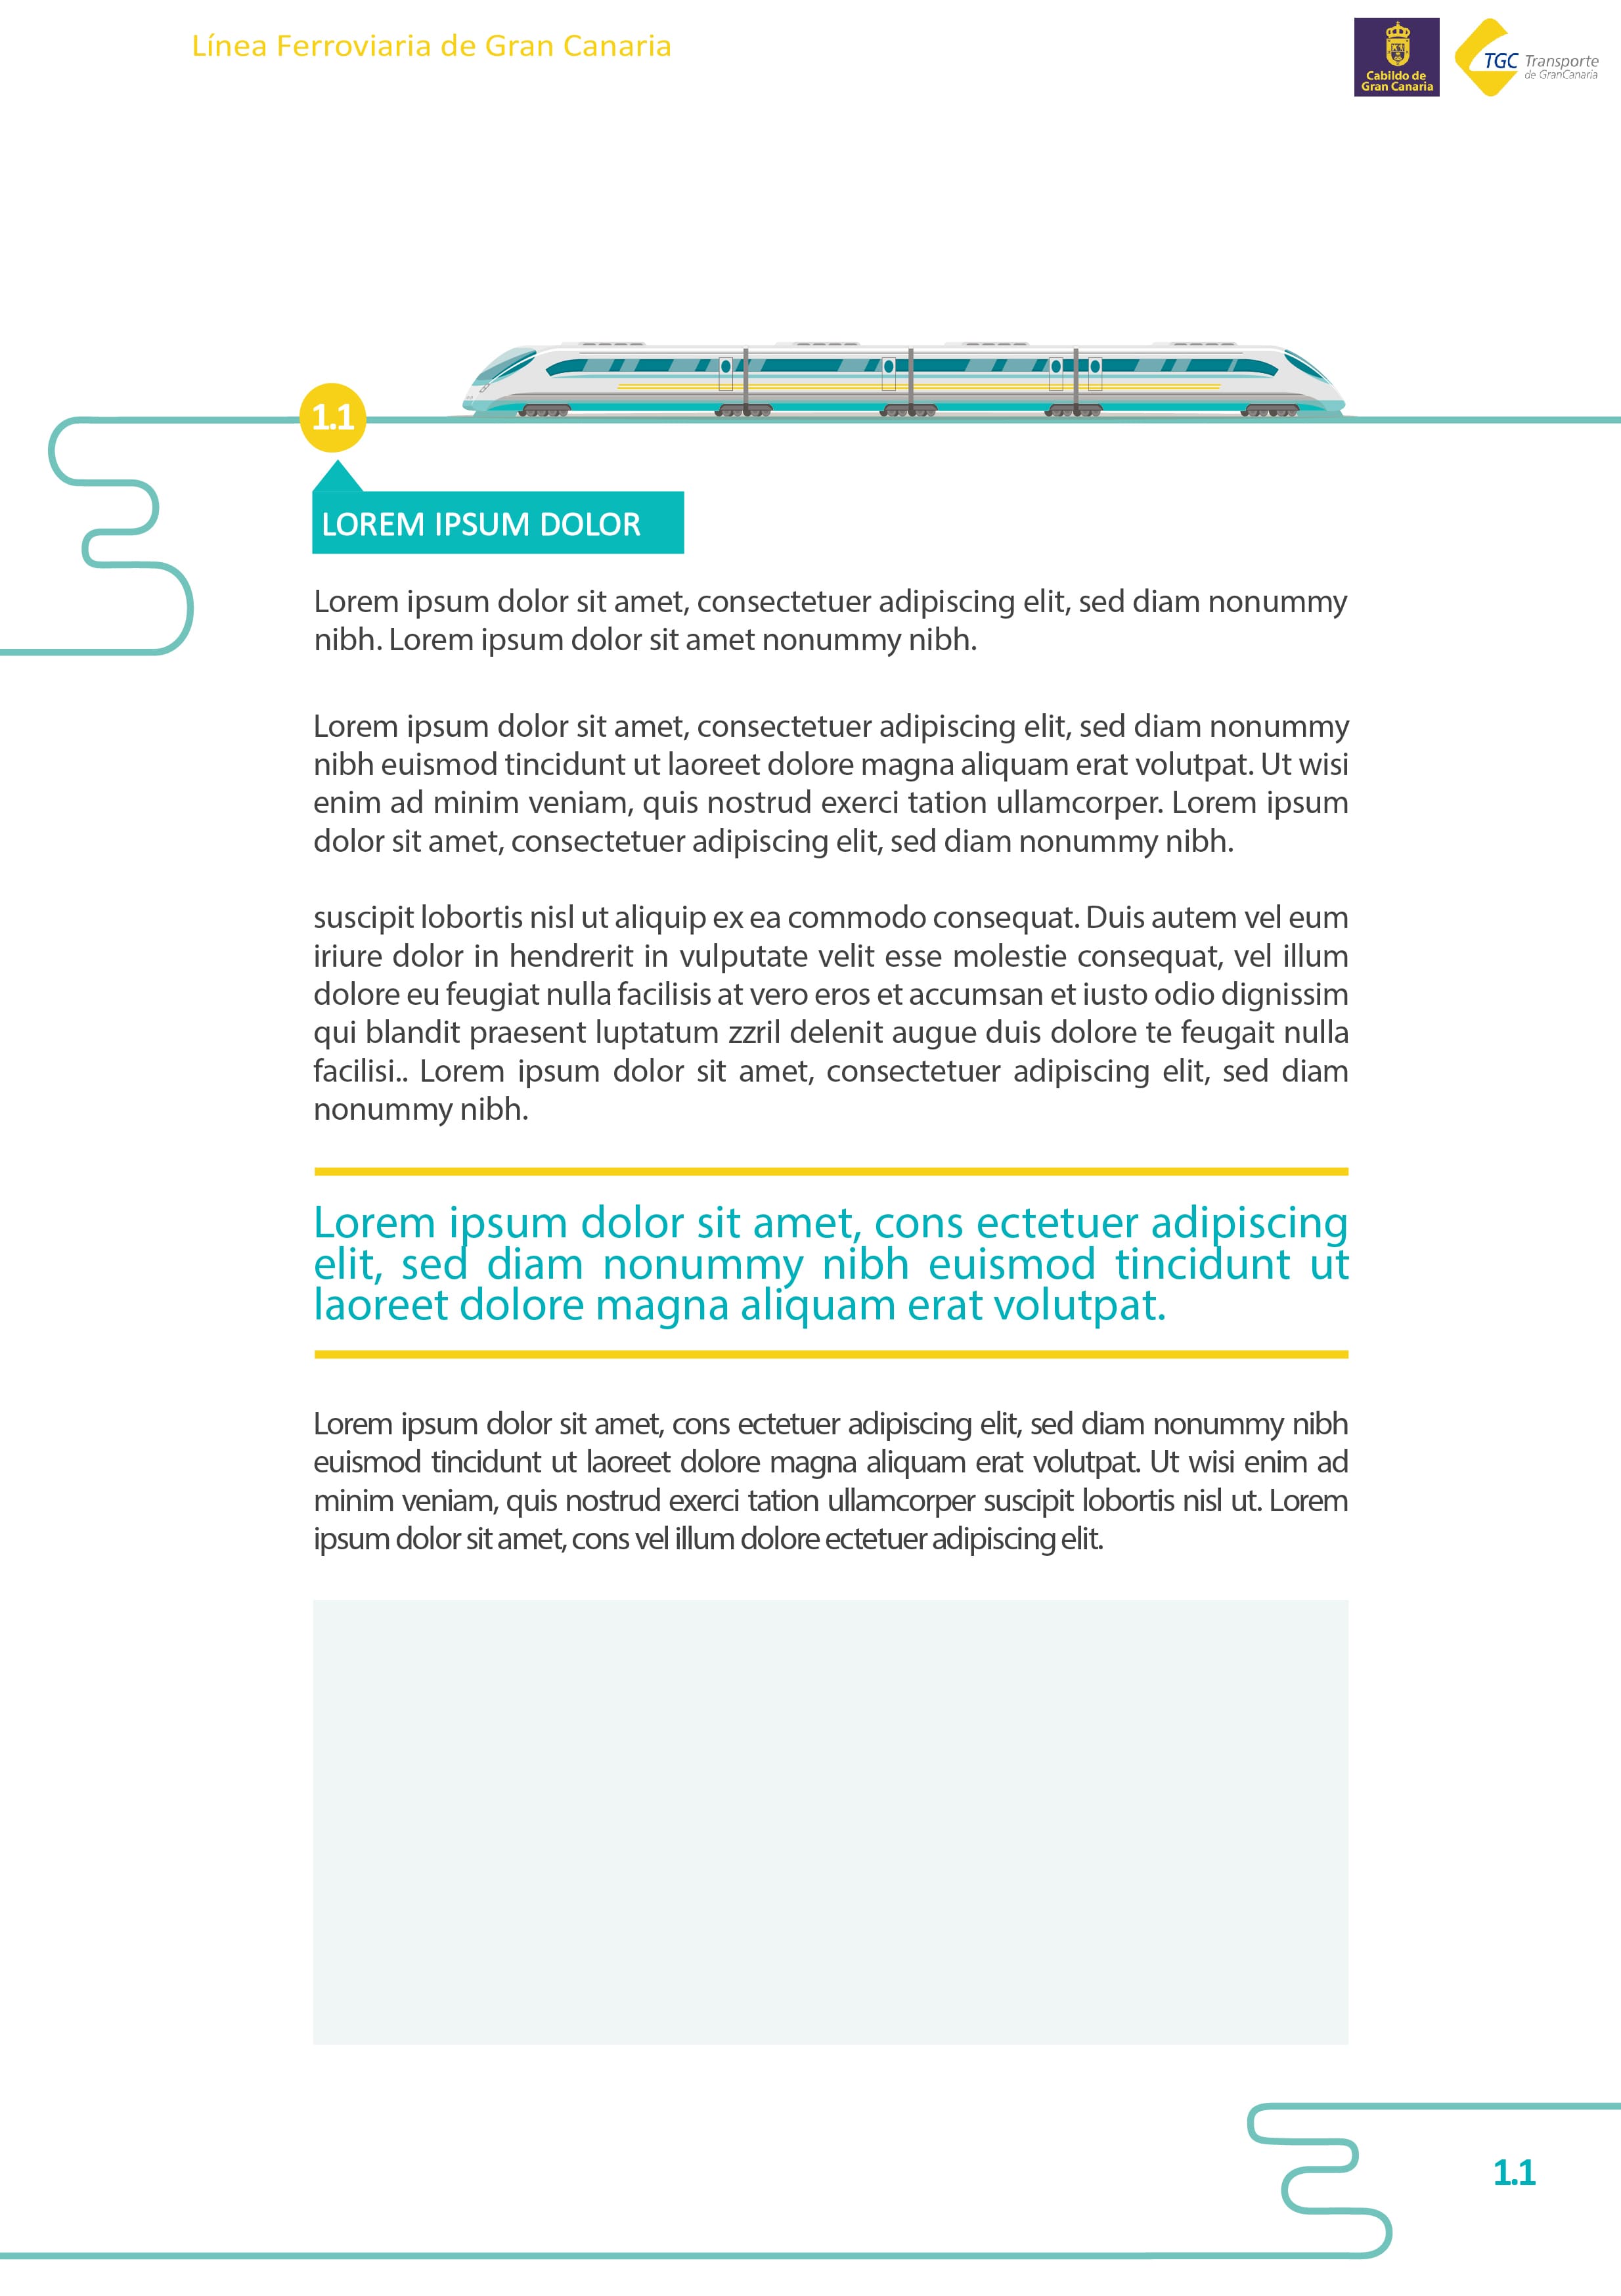 Línea Ferroviaria de Gran Canaria
Cabildo de
Gran Canaria
TGC Transporte
de GranCanaria
1.1
LOREM IPSUM DOLOR
Lorem ipsum dolor sit amet, consectetuer adipiscing elit, sed diam nonummy
nibh. Lorem ipsum dolor sit amet nonummy nibh.
Lorem ipsum dolor sit amet, consectetuer adipiscing elit, sed diam nonummy
nibh euismod tincidunt ut laoreet dolore magna aliquam erat volutpat. Ut wisi
enim ad minim veniam, quis nostrud exerci tation ullamcorper. Lorem ipsum
dolor sit amet, consectetuer adipiscing elit, sed diam nonummy nibh.
suscipit lobortis nisl ut aliquip ex ea commodo consequat. Duis autem vel eum
iriure dolor in hendrerit in vulputate velit esse molestie consequat, vel illum
dolore eu feugiat nulla facilisis at vero eros et accumsan et iusto odio dignissim
qui blandit praesent luptatum zzril delenit augue duis dolore te feugait nulla
facilisi.. Lorem ipsum dolor sit amet, consectetuer adipiscing elit, sed diam
nonummy nibh.
Lorem ipsum dolor sit amet, cons ectetuer adipiscing
elit, sed diam nonummy nibh euismod tincidunt ut
laoreet dolore magna aliquam erat volutpat.
Lorem ipsum dolor sit amet, cons ectetuer adipiscing elit, sed diam nonummy nibh
euismod tincidunt ut laoreet dolore magna aliquam erat volutpat. Ut wisi enim ad
minim veniam, quis nostrud exerci tation ullamcorper suscipit lobortis nisl ut. Lorem
ipsum dolor sit amet, cons vel illum dolore ectetuer adipiscing elit.
1.1